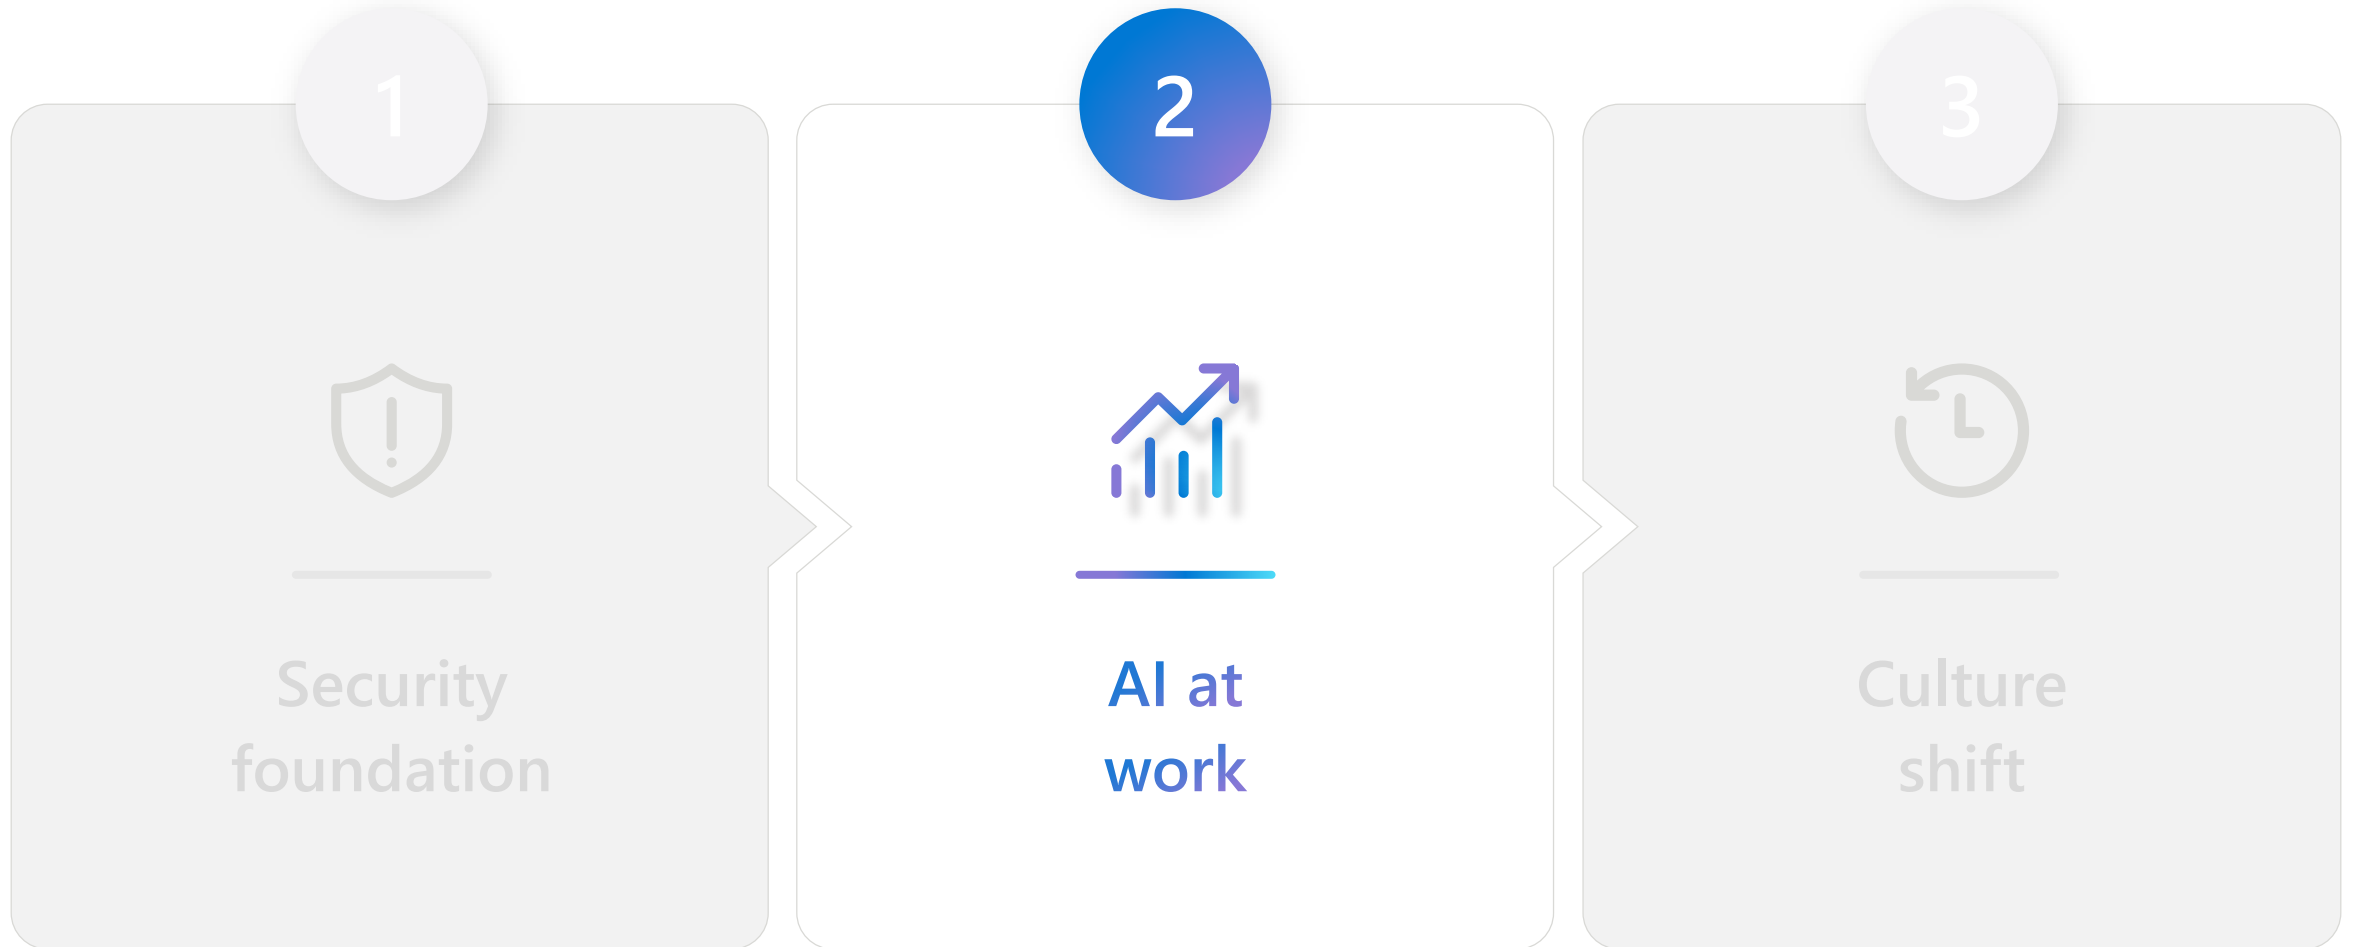 1
Security
foundation
2
AI at
work
3
Culture
shift